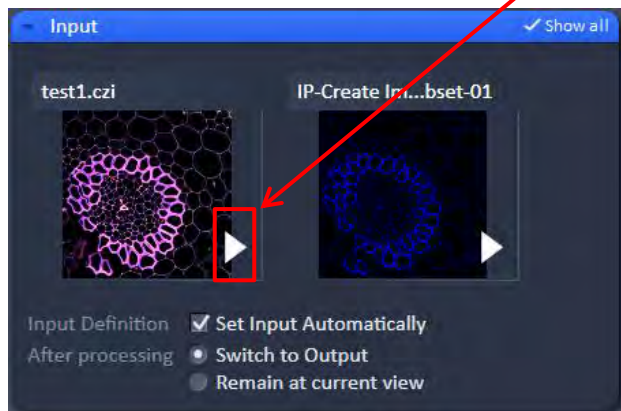 Input
Show all
test1.czi
IP-Create Im...bset-01
Input Definition Set Input Automatically
After processing Switch to Output
Remain at current view